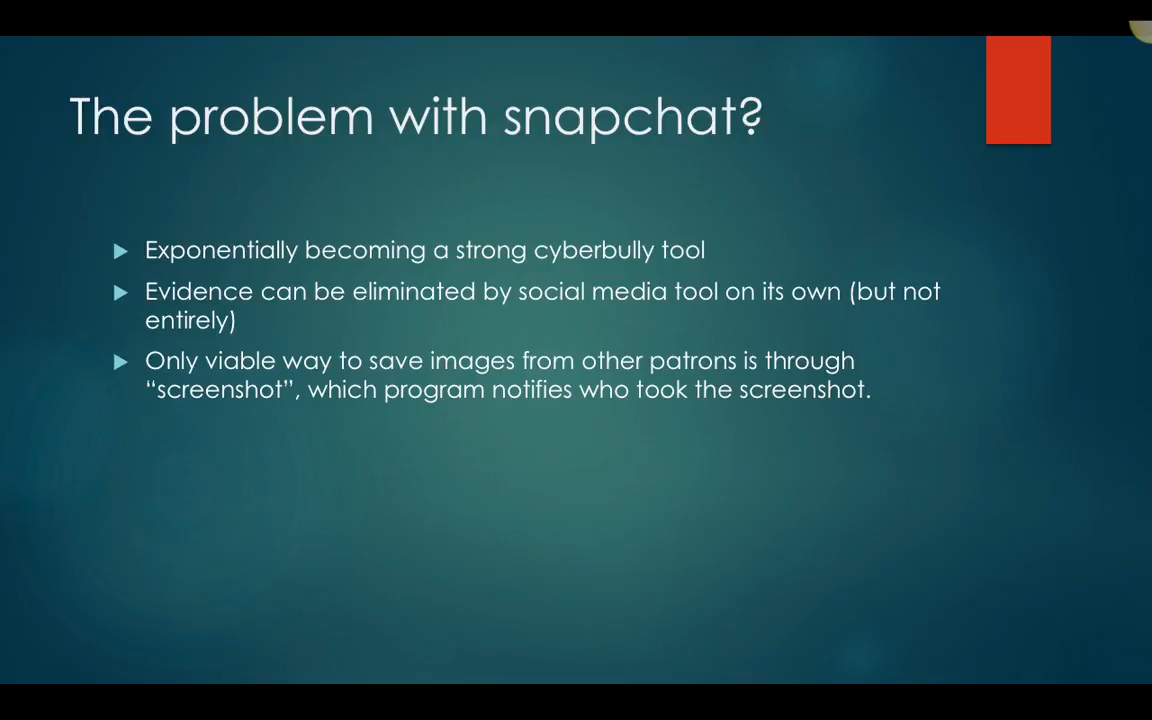 The problem with snapchat?
Exponentially becoming a strong cyberbully tool
Evidence can be eliminated by social media tool on its own (but not
entirely)
Only viable way to save images from other patrons is through
“screenshot”, which program notifies who took the screenshot.